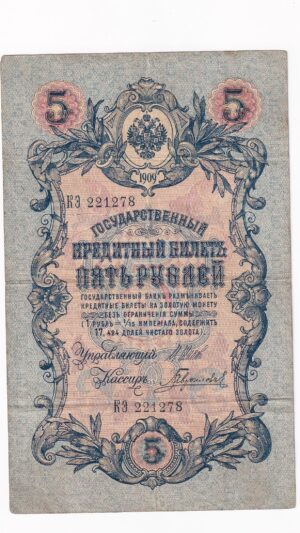 5 5
1909
КЭ 221278
ГОСУДАРСТВЕННЫЙ
КРЕДИТНЫЙ БИЛЕТЪ
ПЯТЬ РУБЛЕЙ
ГОСУДАРСТВЕННЫЙ БАНКЪ РАЗМѢНИВАЕТЪ
КРЕДИТНЫЕ БИЛЕТЫ НА ЗОЛОТУЮ МОНЕТУ
БЕЗЪ ОГРАНИЧЕНІЯ СУММЫ
(1 РУБЛЬ = 1/15 ИМПЕРІАЛА, СОДЕРЖИТЪ
17,424 ДОЛЕЙ ЧИСТАГО ЗОЛОТА).
Управляющій
Кассиръ
КЭ 221278
5